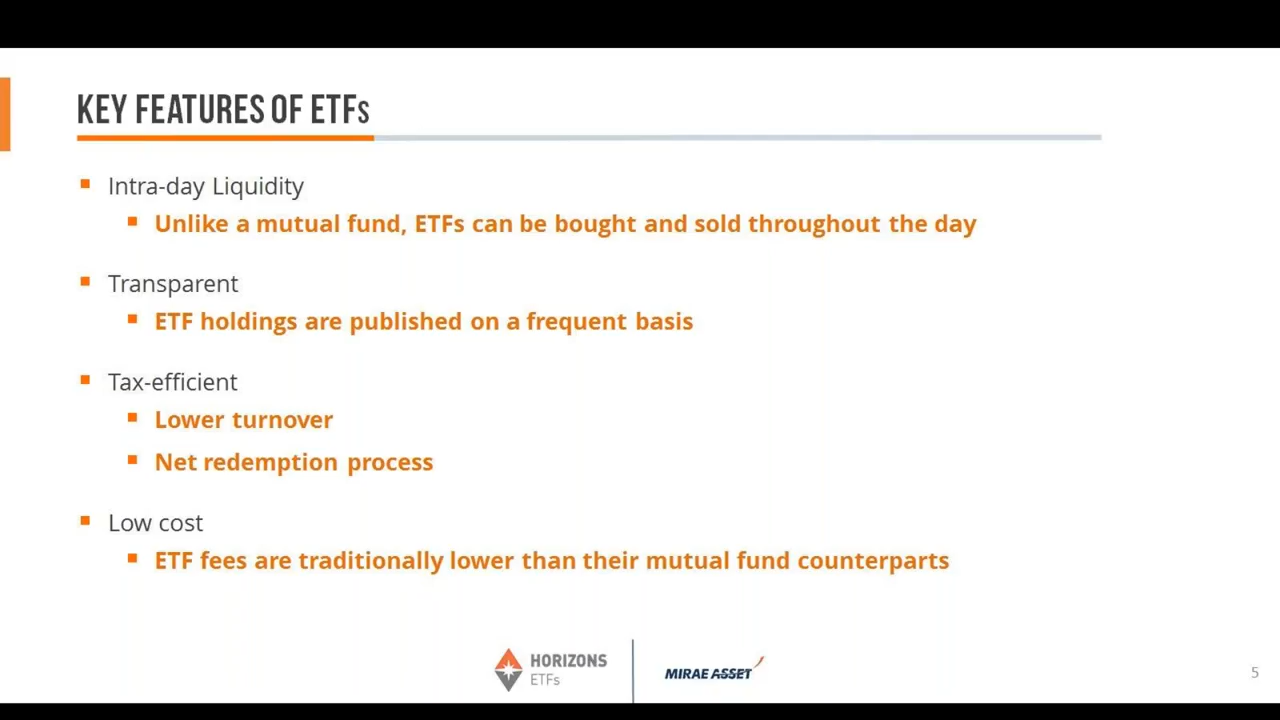 KEY FEATURES OF ETFs
Intra-day Liquidity
Unlike a mutual fund, ETFs can be bought and sold throughout the day
Transparent
ETF holdings are published on a frequent basis
Tax-efficient
Lower turnover
Net redemption process
Low cost
ETF fees are traditionally lower than their mutual fund counterparts
HORIZONS
ETFs
MIRAE ASSET
5